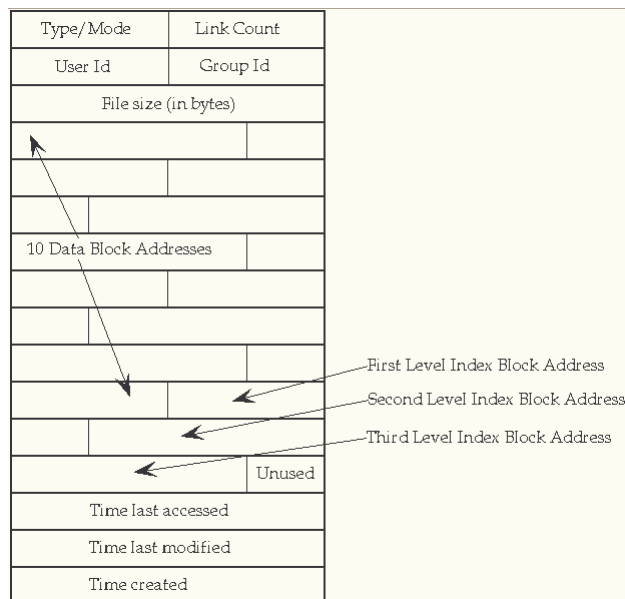 Type/Mode
Link Count
User Id
Group Id
File size (in bytes)
10 Data Block Addresses
First Level Index Block Address
Second Level Index Block Address
Third Level Index Block Address
Unused
Time last accessed
Time last modified
Time created